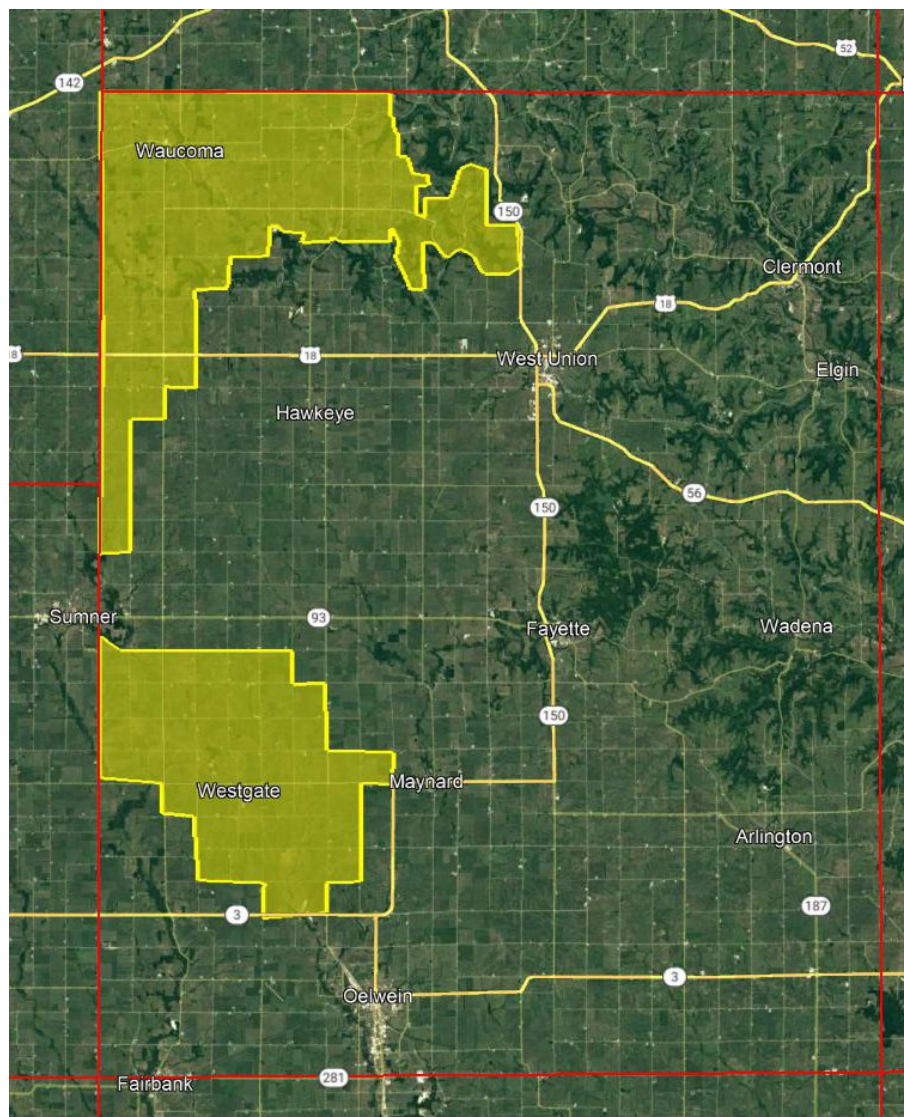 52
142
Waucoma
150
Clermont
18
18
18
West Union
Elgin
Hawkeye
56
150
Sumner
93
Fayette
Wadena
150
Maynard
Westgate
Arlington
187
3
3
Oelwein
281
Fairbank